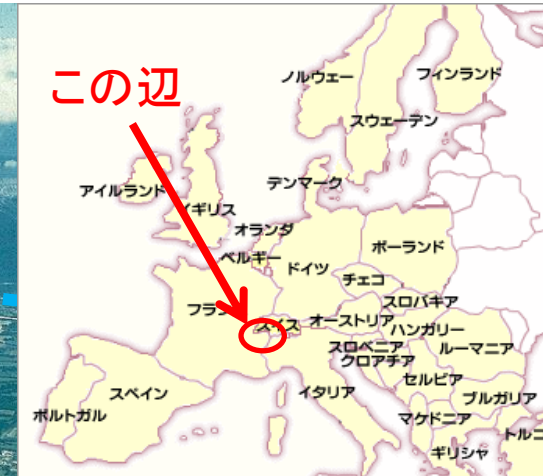 この辺
ノルウェー
フィンランド
スウェーデン
アイルランド
イギリス
デンマーク
オランダ
ベルギー
ドイツ
ポーランド
チェコ
スロバキア
フラン
スイス
オーストリア
ハンガリー
スロベニア
クロアチア
ルーマニア
セルビア
ブルガリア
イタリア
スペイン
ポルトガル
マケドニア
トルコ
ギリシャ